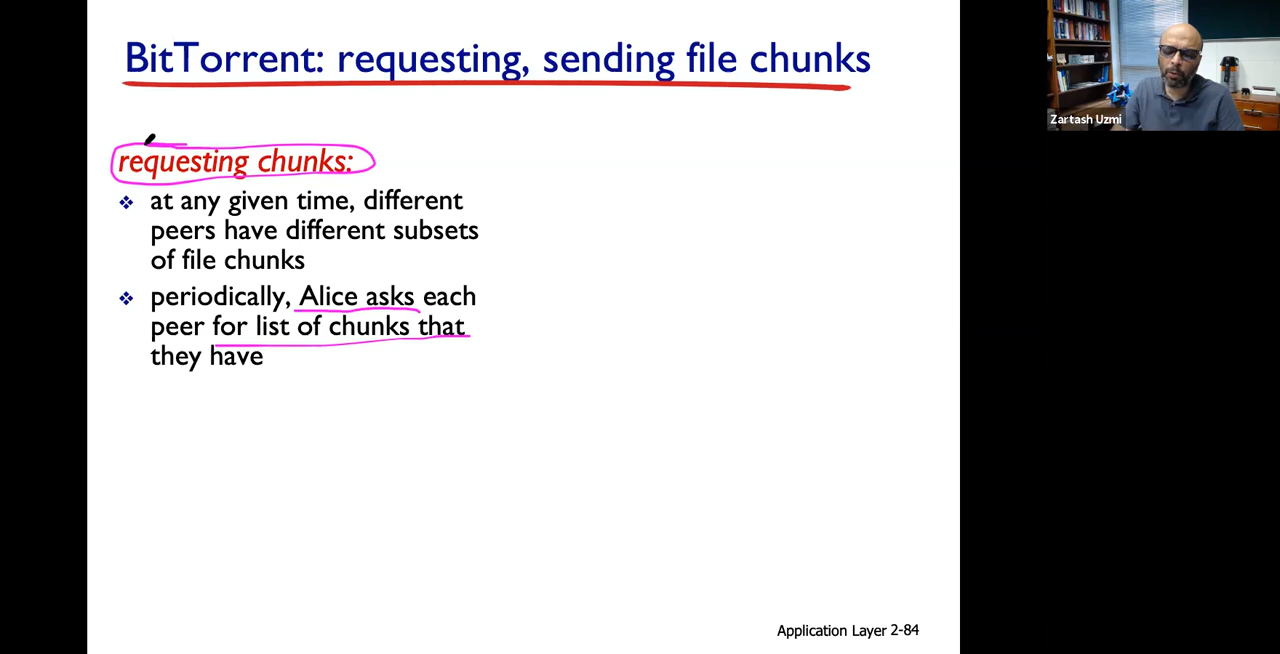 BitTorrent: requesting, sending file chunks
requesting chunks:
❖ at any given time, different
peers have different subsets
of file chunks
❖ periodically, Alice asks each
peer for list of chunks that
they have
Application Layer 2-84
Zartash Uzmi